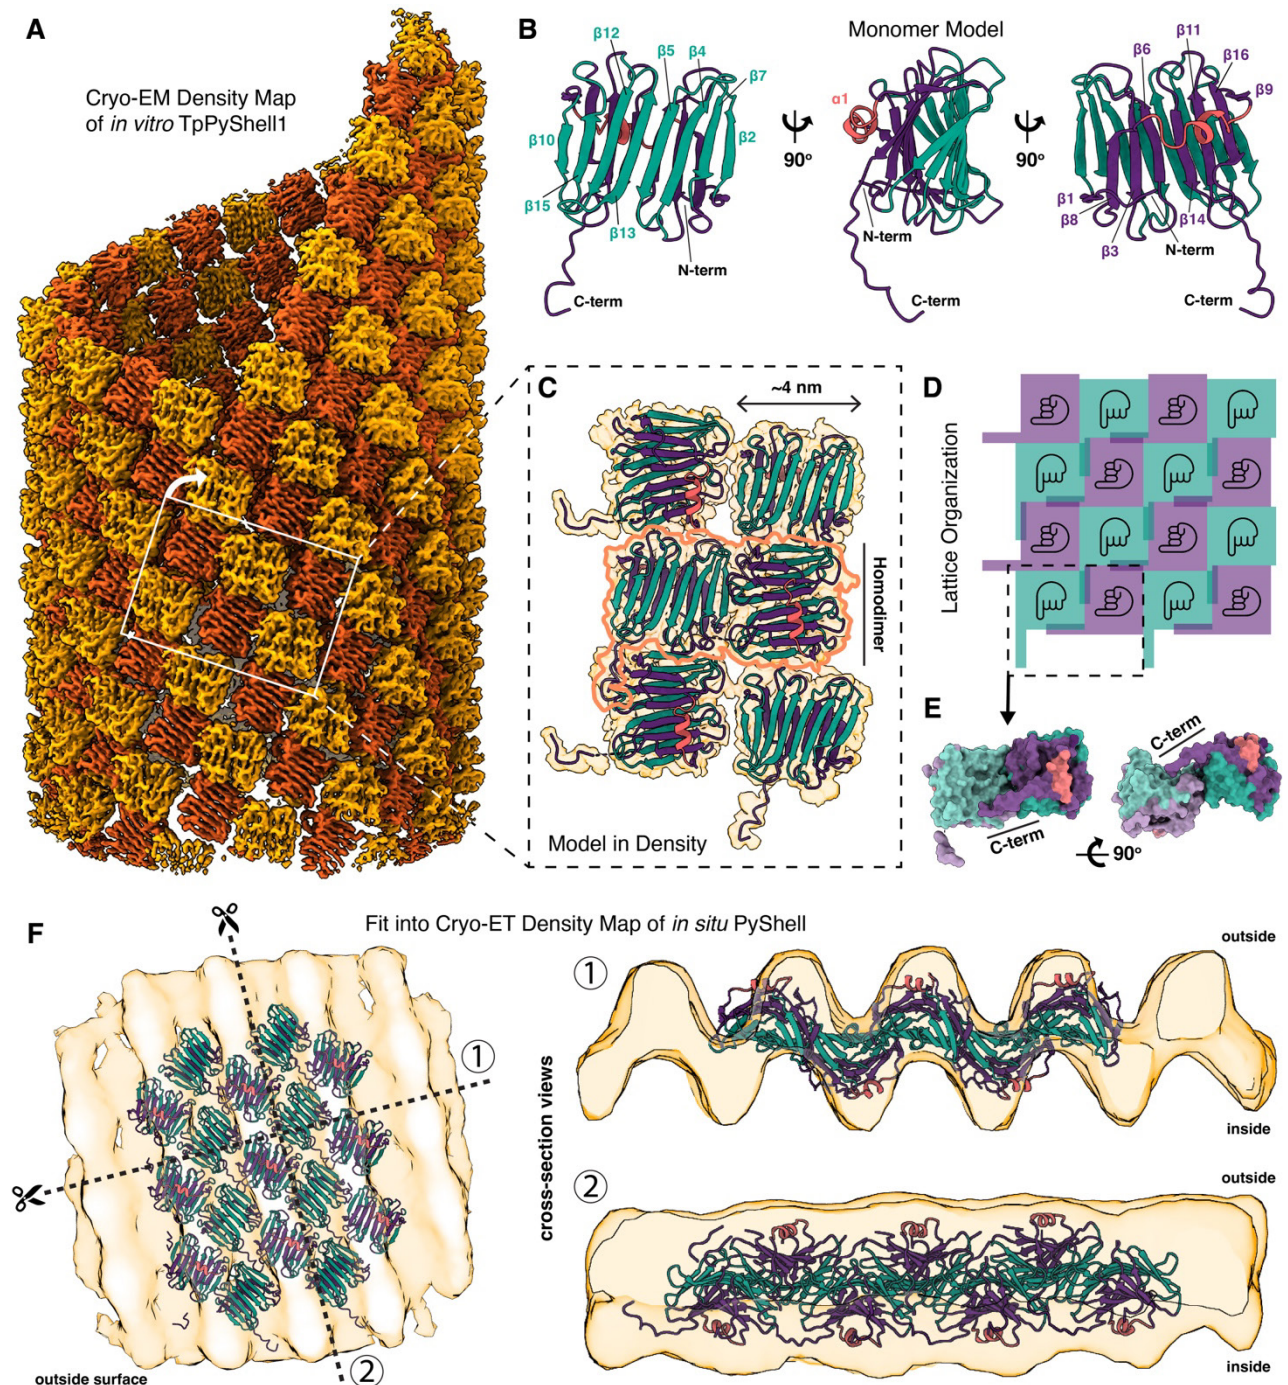 A
Cryo-EM Density Map
of in vitro TpPyShell1
B
Monomer Model
β12
β5
β4
β7
β10
β2
β15
β13
N-term
C-term
90°
α1
N-term
C-term
90°
β11
β6
β16
β9
β1
β8
β3
β14
N-term
C-term
C
~4 nm
Homodimer
Model in Density
D
Lattice Organization
E
C-term
C-term
90°
F
Fit into Cryo-ET Density Map of in situ PyShell
1
2
outside surface
cross-section views
1
outside
inside
2
outside
inside